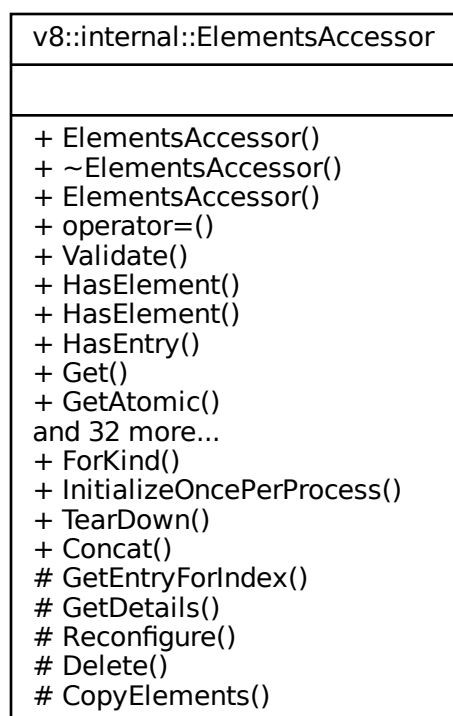 v8::internal::ElementsAccessor
+ ElementsAccessor()
+ ~ElementsAccessor()
+ ElementsAccessor()
+ operator=()
+ Validate()
+ HasElement()
+ HasElement()
+ HasEntry()
+ Get()
+ GetAtomic()
and 32 more...
+ ForKind()
+ InitializeOncePerProcess()
+ TearDown()
+ Concat()
# GetEntryForIndex()
# GetDetails()
# Reconfigure()
# Delete()
# CopyElements()